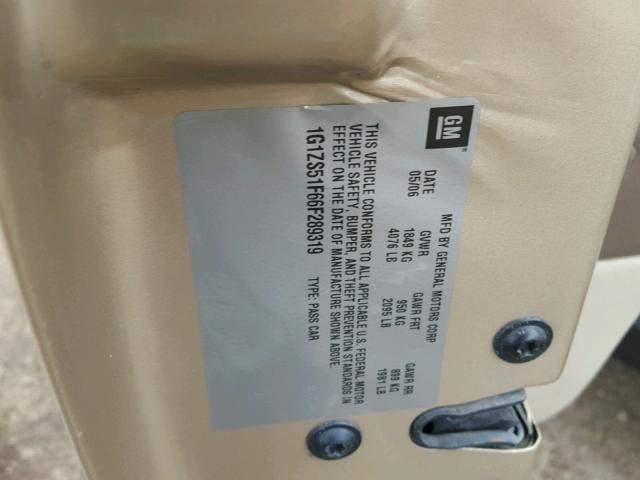 GM
MFD BY GENERAL MOTORS CORP
DATE GVWR GAWR FRT GAWR RR
05/06 1849 KG 950 KG 899 KG
4076 LB 2095 LB 1981 LB
THIS VEHICLE CONFORMS TO ALL APPLICABLE U.S. FEDERAL MOTOR
VEHICLE SAFETY, BUMPER, AND THEFT PREVENTION STANDARDS IN
EFFECT ON THE DATE OF MANUFACTURE SHOWN ABOVE.
1G1ZS51F66F289319 TYPE: PASS CAR